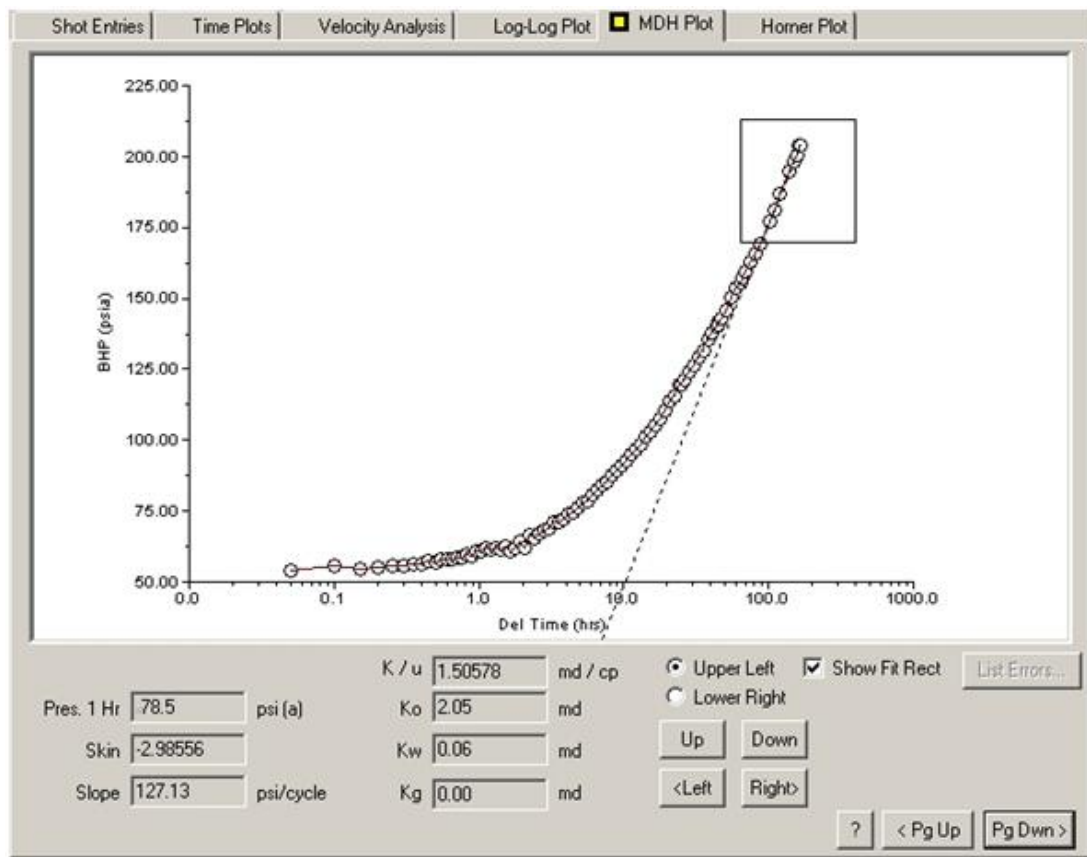 Shot Entries Time Plots Velocity Analysis Log-Log Plot MDH Plot Horner Plot
225.00
200.00
175.00
150.00
125.00
100.00
75.00
50.00
BHP (psia)
0.0 0.1 1.0 10.0 100.0 1000.0
Del Time (hrs)
K / u 1.50578 md / cp
Upper Left
Show Fit Rect
List Errors...
Pres. 1 Hr -78.5 psi (a)
Ko 2.05 md
Lower Right
Skin -2.98556
Kw 0.06 md
Up Down
Slope 127.13 psi/cycle
Kg 0.00 md
<Left Right>
? < Pg Up Pg Dwn >